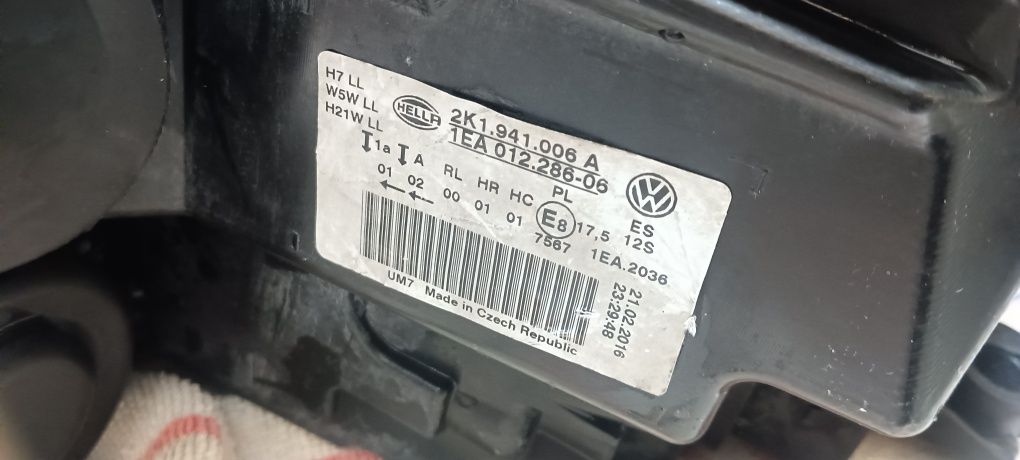 H7 LL
W5W LL
H21W LL
HELLA
2K1.941.006 A
1EA 012.286-06
1a A RL HR HC PL
01 02 00 01 01 E8 17,5 ES
7567 12S
1EA.2036
UM7 Made in Czech Republic
21.02.2016
23:29:48
VW